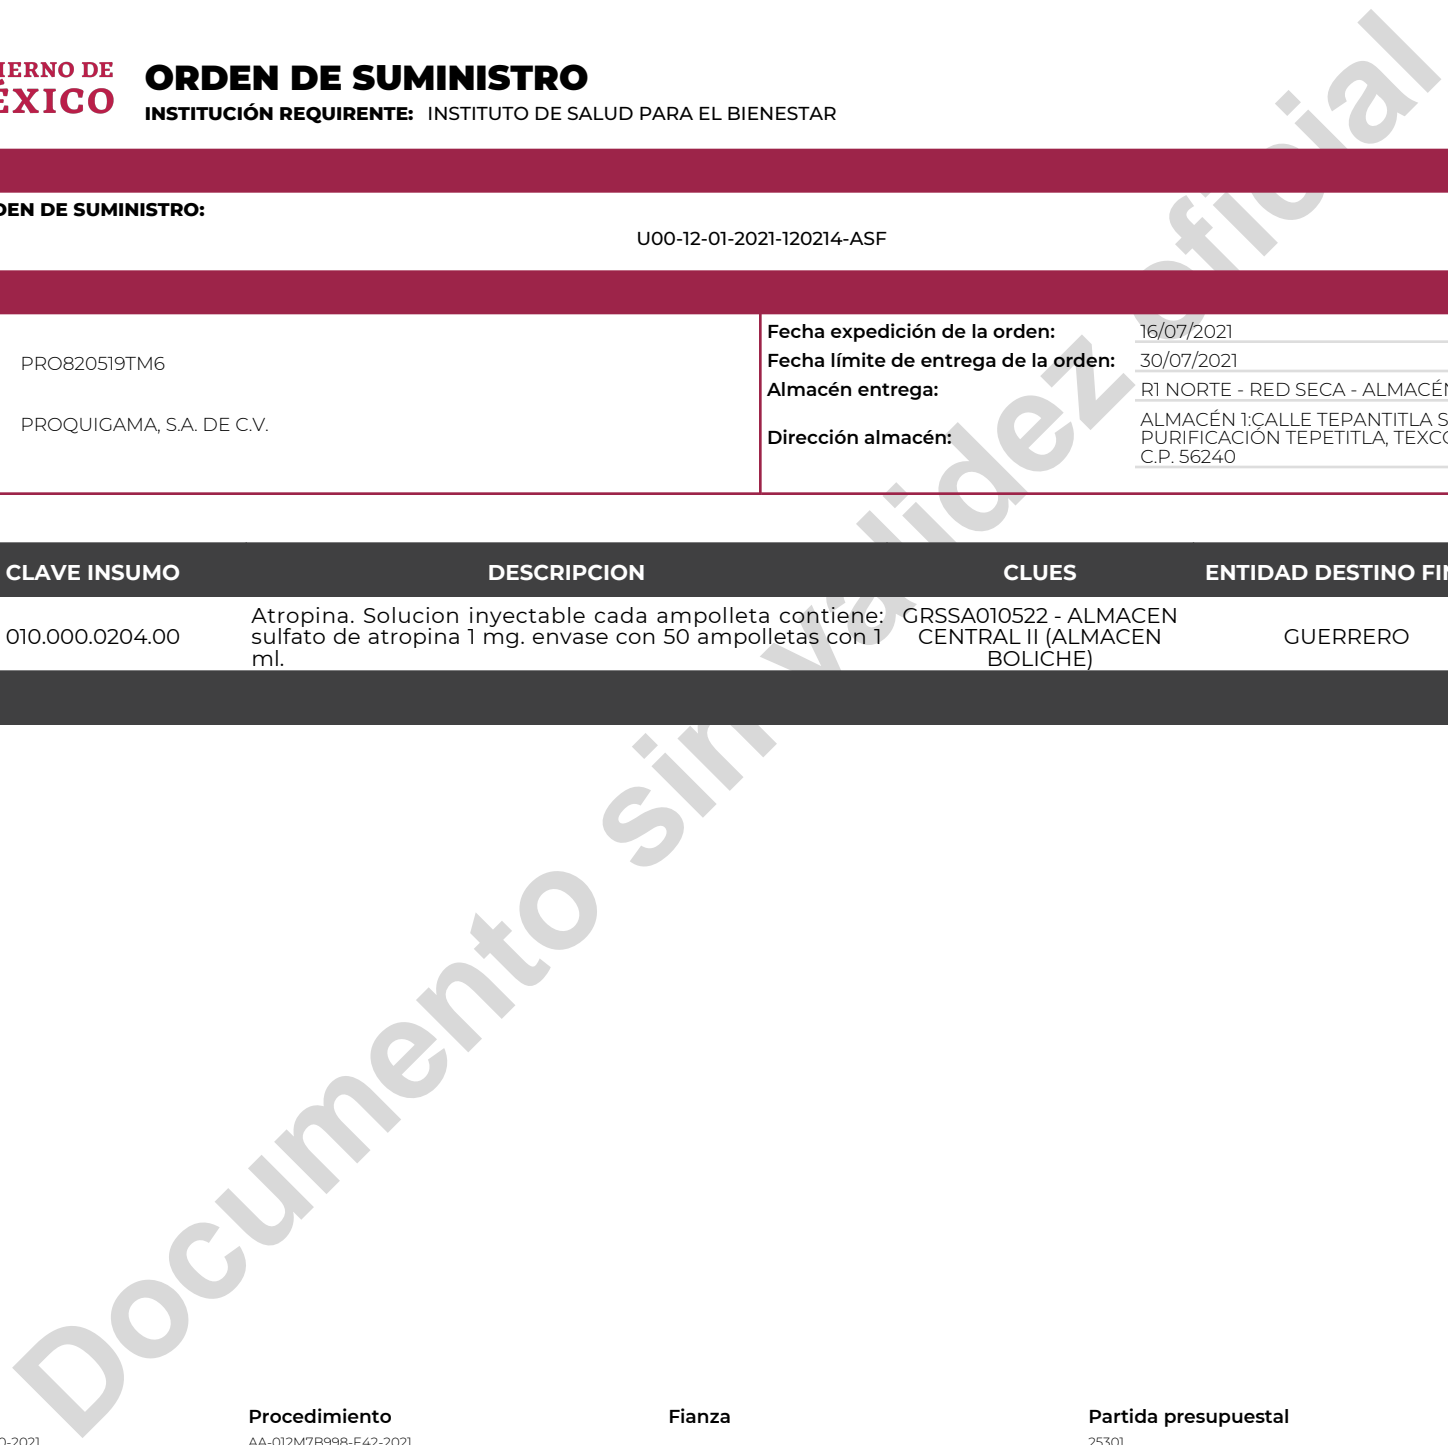 IERNO DE
ÉXICO
ORDEN DE SUMINISTRO
INSTITUCIÓN REQUIRENTE: INSTITUTO DE SALUD PARA EL BIENESTAR
DEN DE SUMINISTRO:
U00-12-01-2021-120214-ASF
PRO820519TM6
PROQUIGAMA, S.A. DE C.V.
Fecha expedición de la orden: 16/07/2021
Fecha límite de entrega de la orden: 30/07/2021
Almacén entrega: R1 NORTE - RED SECA - ALMACÉN
Dirección almacén:
ALMACÉN 1:CALLE TEPANTITLA S
PURIFICACIÓN TEPETITLA, TEXCO
C.P. 56240
CLAVE INSUMO DESCRIPCION CLUES ENTIDAD DESTINO FIN
010.000.0204.00
Atropina. Solucion inyectable cada ampolleta contiene:
sulfato de atropina 1 mg. envase con 50 ampolletas con 1
ml.
GRSSA010522 - ALMACEN
CENTRAL II (ALMACEN
BOLICHE)
GUERRERO
Documento sin validez oficial
Procedimiento Fianza Partida presupuestal
0-2021 AA-012M7B998-E42-2021 25301